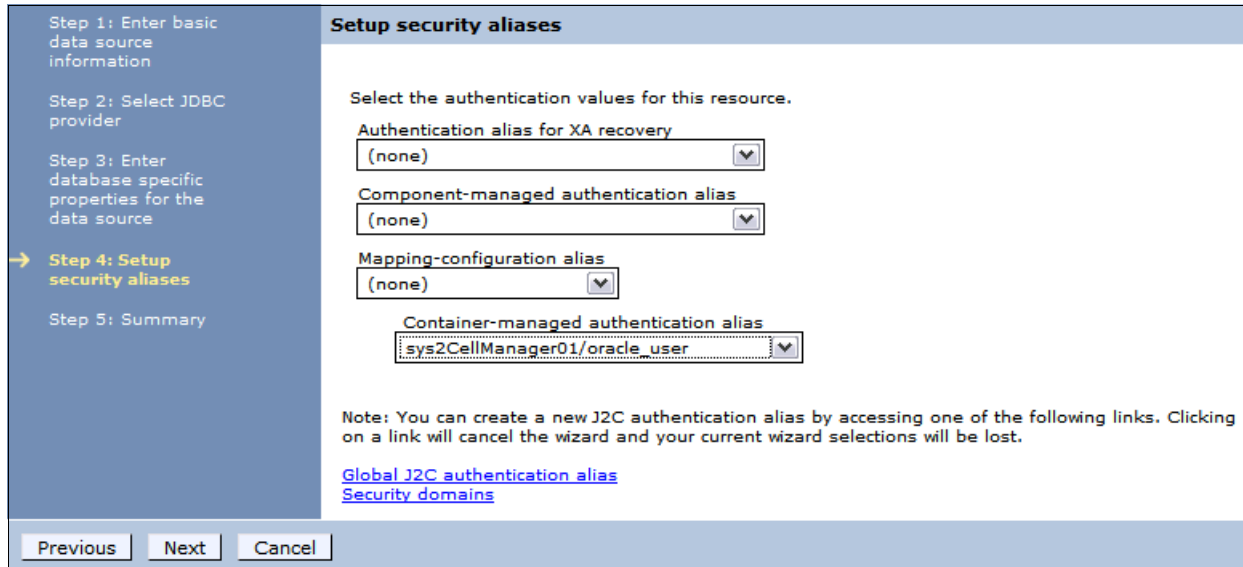 Step 1: Enter basic
data source
information
Step 2: Select JDBC
provider
Step 3: Enter
database specific
properties for the
data source
Step 4: Setup
security aliases
Step 5: Summary
Setup security aliases
Select the authentication values for this resource.
Authentication alias for XA recovery
(none)
Component-managed authentication alias
(none)
Mapping-configuration alias
(none)
Container-managed authentication alias
sys2CellManager01/oracle_user
Note: You can create a new J2C authentication alias by accessing one of the following links. Clicking
on a link will cancel the wizard and your current wizard selections will be lost.
Global J2C authentication alias
Security domains
Previous Next Cancel